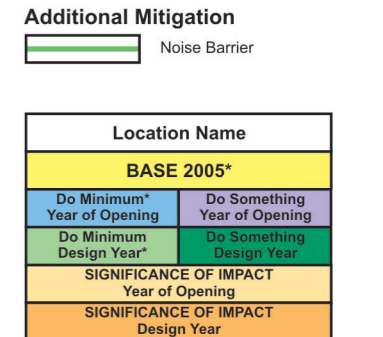 Additional Mitigation
Noise Barrier
Location Name
BASE 2005*
Do Minimum*
Year of Opening
Do Something
Year of Opening
Do Minimum
Design Year*
Do Something
Design Year
SIGNIFICANCE OF IMPACT
Year of Opening
SIGNIFICANCE OF IMPACT
Design Year